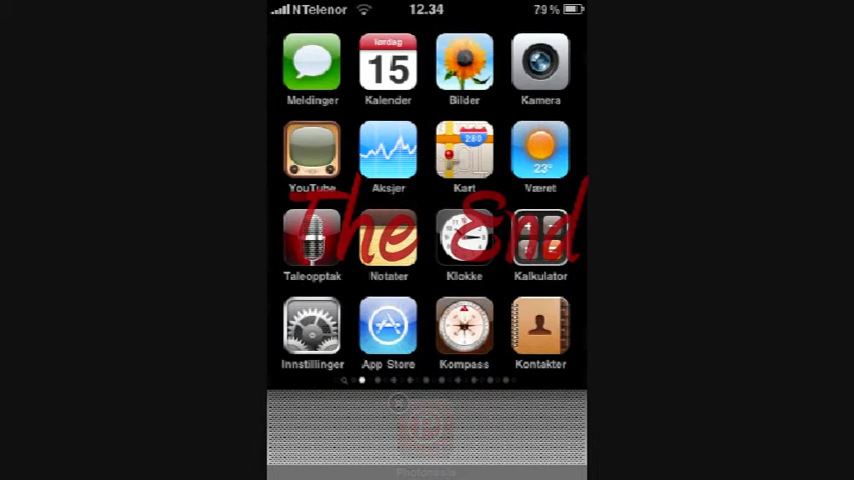 N Telenor 12.34 79 %
lørdag
15
Meldinger Kalender Bilder Kamera
280
23°
YouTube Aksjer Kart Været
The End
Taleopptak Notater Klokke Kalkulator
Innstillinger App Store Kompass Kontakter